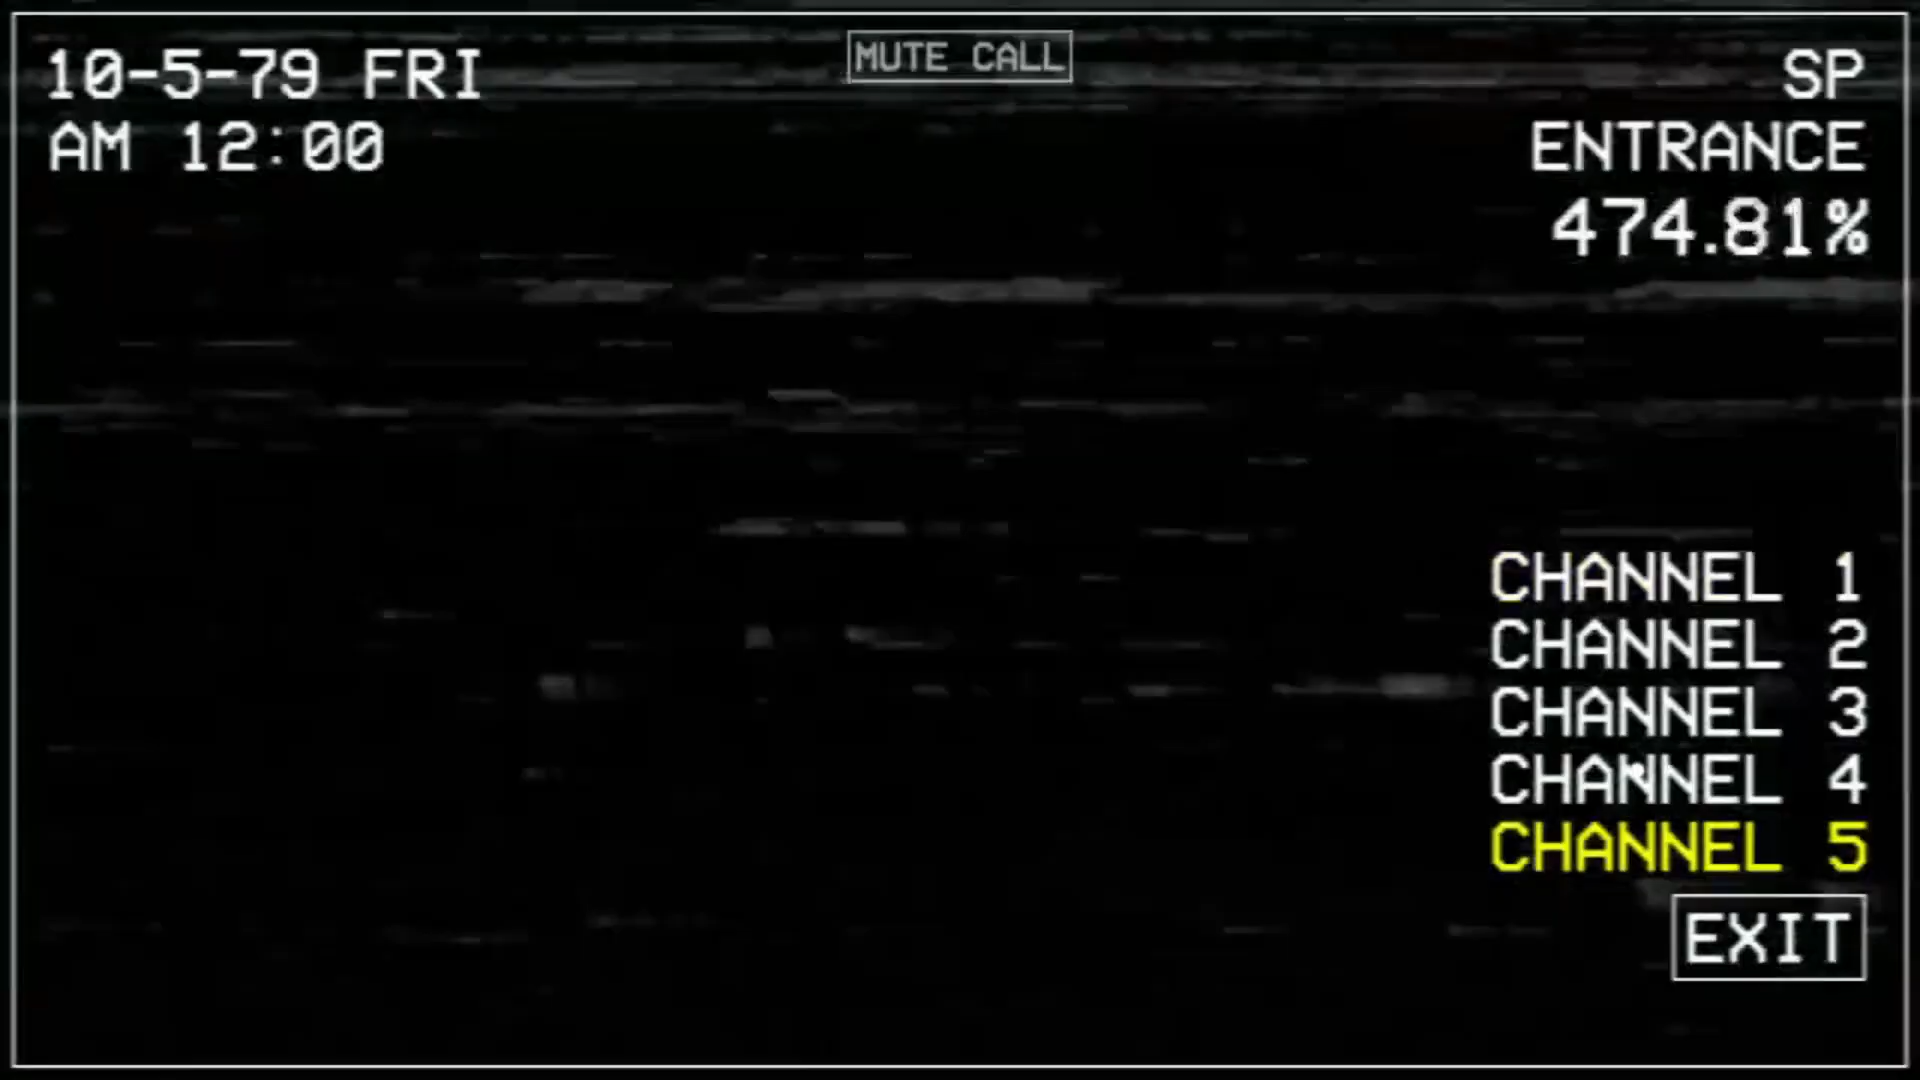 10-5-79 FRI
AM 12:00
MUTE CALL
SP
ENTRANCE
474.81%
CHANNEL 1
CHANNEL 2
CHANNEL 3
CHANNEL 4
CHANNEL 5
EXIT